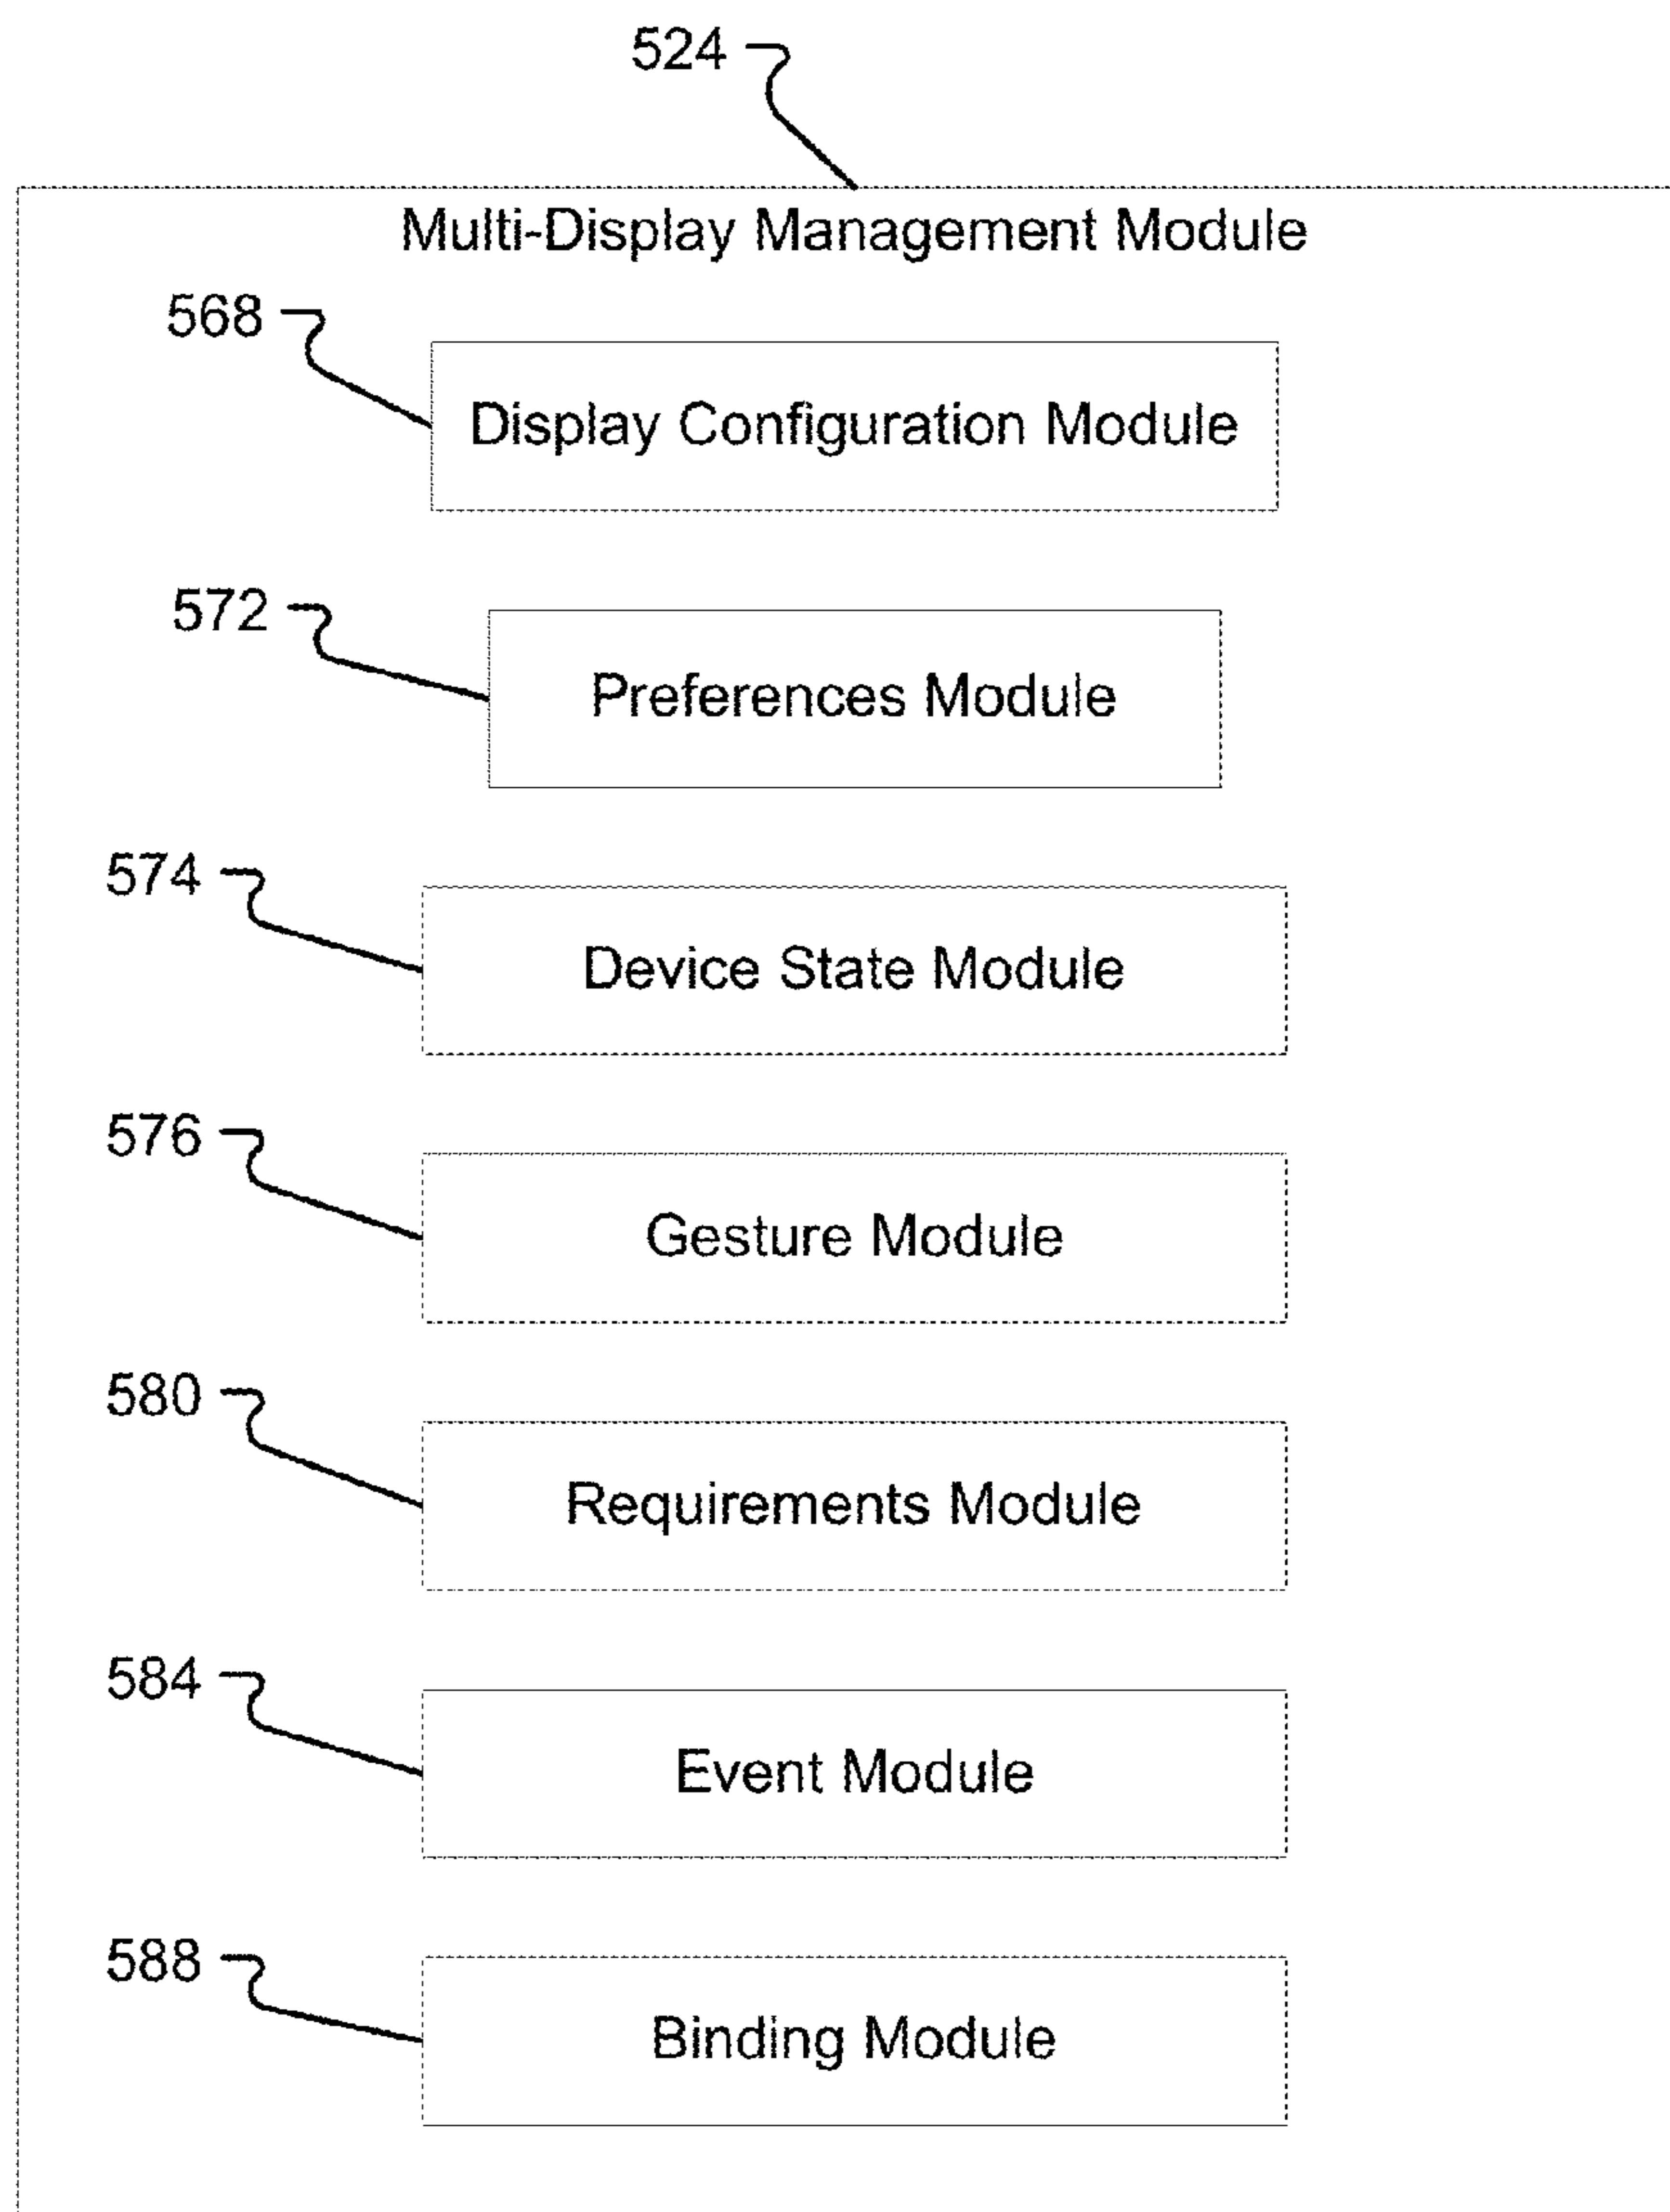 524
Multi-Display Management Module
568
Display Configuration Module
572
Preferences Module
574
Device State Module
576
Gesture Module
580
Requirements Module
584
Event Module
588
Binding Module